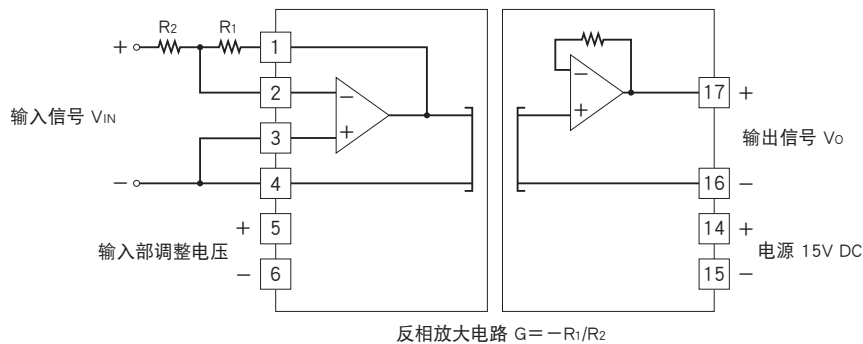 R2 R1
+ 1
2 −
输入信号 VIN
3 +
− 4
+ 5
输入部调整电压
− 6
−
+
17 +
输出信号 Vo
16 −
14 +
电源 15V DC
15 −
反相放大电路 G=−R1/R2